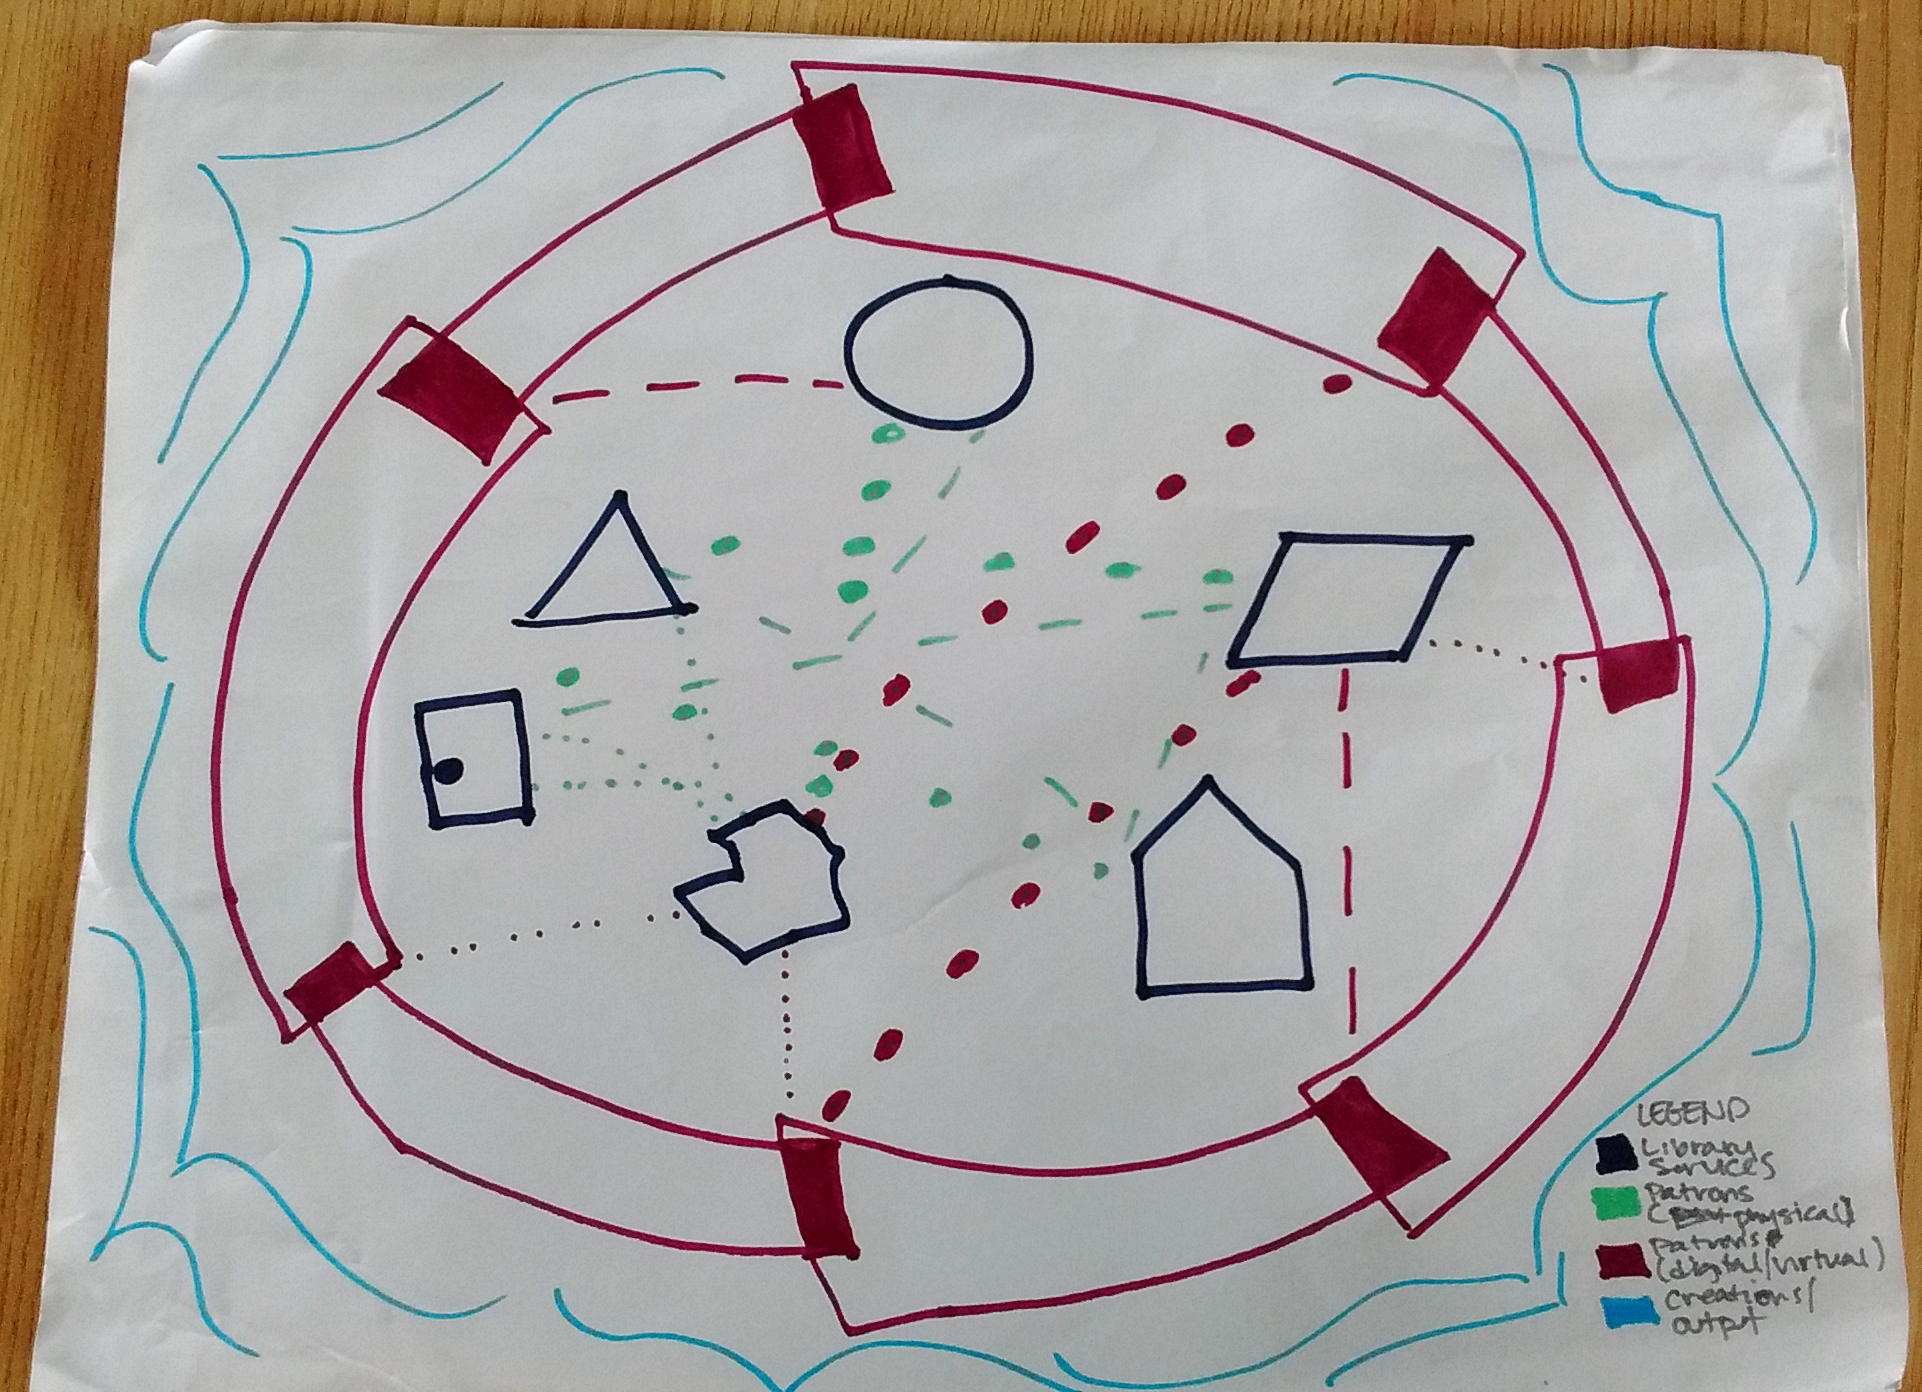 LEGEND
Library
Services
Patrons
(physical)
Patrons
(digital/virtual)
Creations/
output